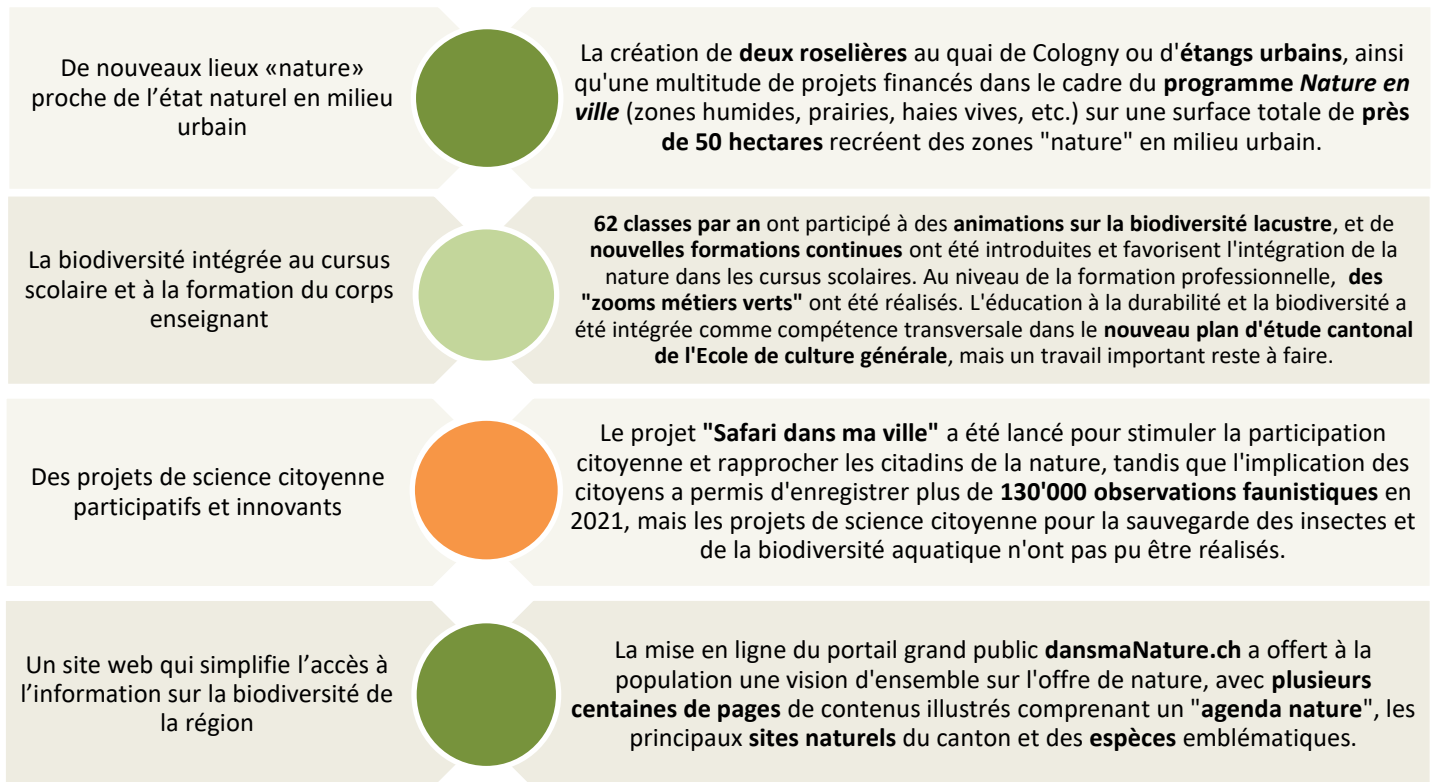 De nouveaux lieux «nature»
proche de l’état naturel en milieu
urbain
La création de deux roselières au quai de Cologny ou d'étangs urbains, ainsi
qu'une multitude de projets financés dans le cadre du programme Nature en
ville (zones humides, prairies, haies vives, etc.) sur une surface totale de près
de 50 hectares recréent des zones "nature" en milieu urbain.
La biodiversité intégrée au cursus
scolaire et à la formation du corps
enseignant
62 classes par an ont participé à des animations sur la biodiversité lacustre, et de
nouvelles formations continues ont été introduites et favorisent l'intégration de la
nature dans les cursus scolaires. Au niveau de la formation professionnelle, des
"zooms métiers verts" ont été réalisés. L'éducation à la durabilité et la biodiversité a
été intégrée comme compétence transversale dans le nouveau plan d'étude cantonal
de l'Ecole de culture générale, mais un travail important reste à faire.
Des projets de science citoyenne
participatifs et innovants
Le projet "Safari dans ma ville" a été lancé pour stimuler la participation
citoyenne et rapprocher les citadins de la nature, tandis que l'implication des
citoyens a permis d'enregistrer plus de 130'000 observations faunistiques en
2021, mais les projets de science citoyenne pour la sauvegarde des insectes et
de la biodiversité aquatique n'ont pas pu être réalisés.
Un site web qui simplifie l’accès à
l’information sur la biodiversité de
la région
La mise en ligne du portail grand public dansmaNature.ch a offert à la
population une vision d'ensemble sur l'offre de nature, avec plusieurs
centaines de pages de contenus illustrés comprenant un "agenda nature", les
principaux sites naturels du canton et des espèces emblématiques.